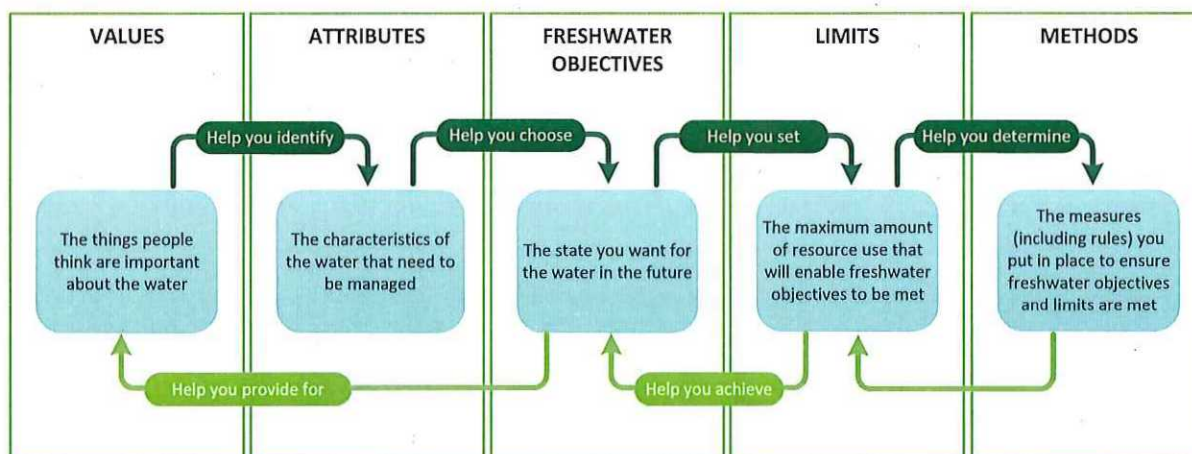 VALUES
ATTRIBUTES
FRESHWATER
OBJECTIVES
LIMITS
METHODS
Help you identify
Help you choose
Help you set
Help you determine
The things people
think are important
about the water
The characteristics of
the water that need to
be managed
The state you want for
the water in the future
The maximum amount
of resource use that
will enable freshwater
objectives to be met
The measures
(including rules) you
put in place to ensure
freshwater objectives
and limits are met
Help you provide for
Help you achieve